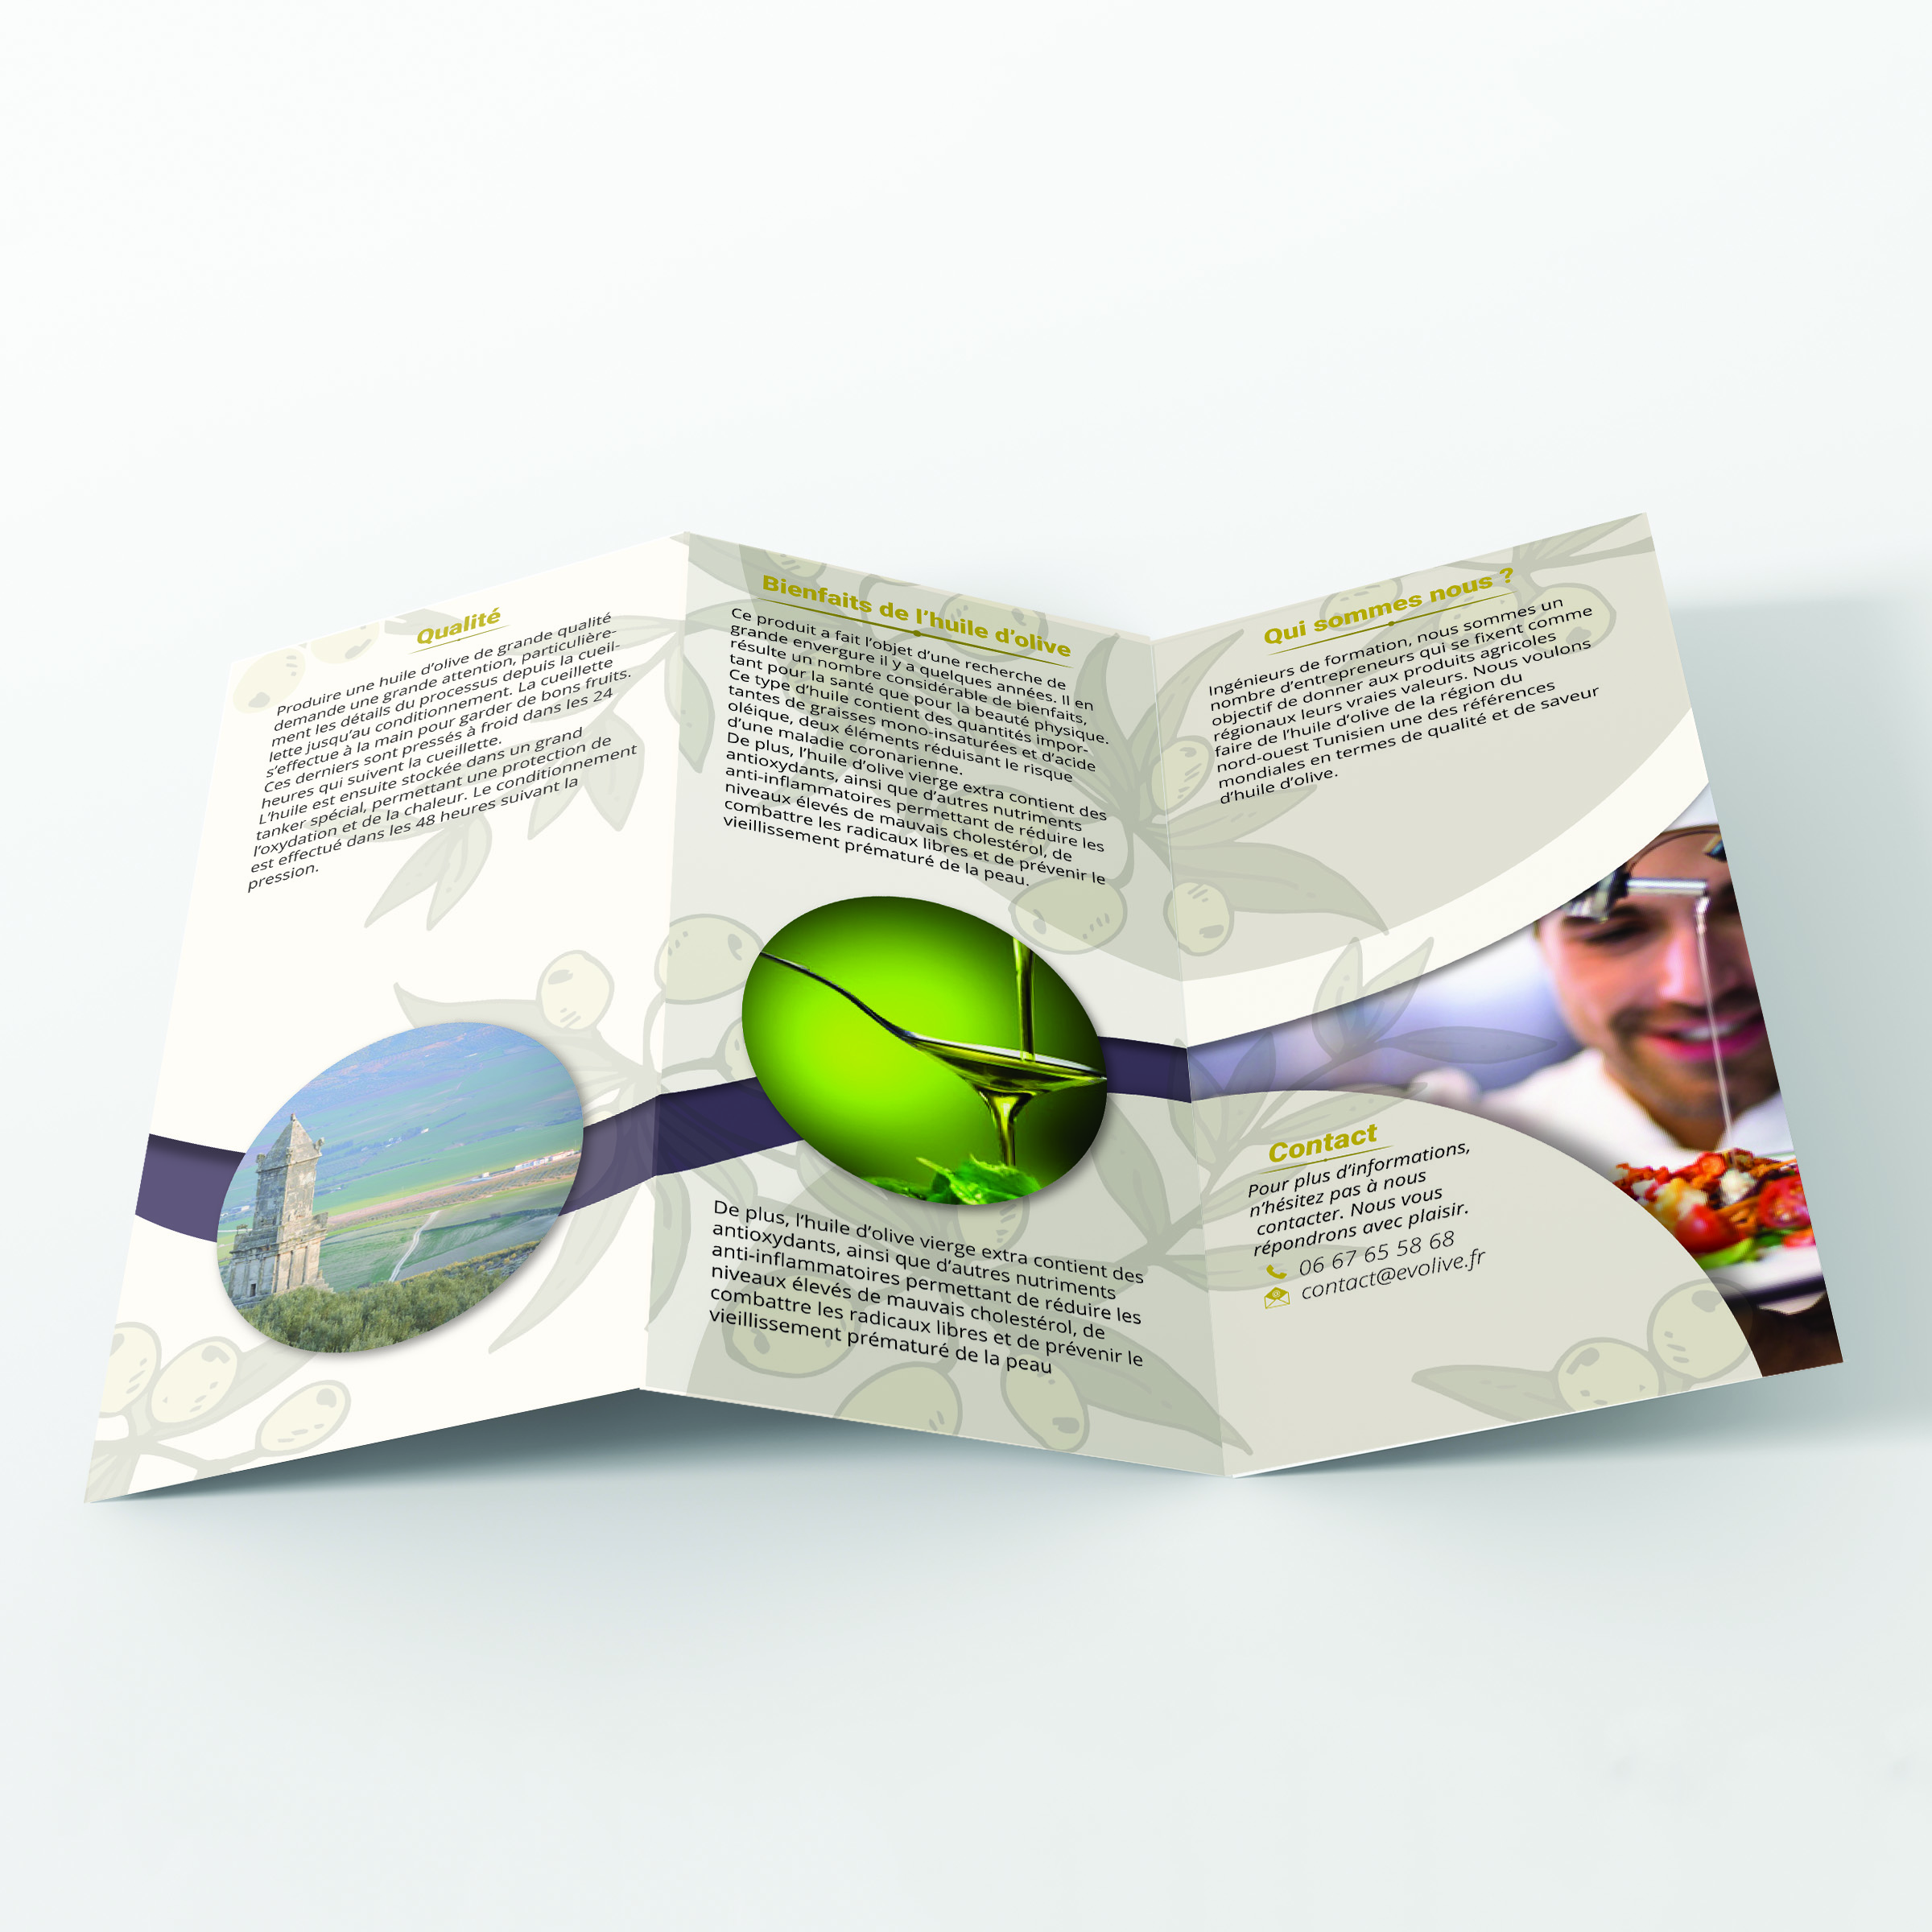 Qualité
Produire une huile d'olive de grande qualité
demande une grande attention, particulière-
ment les détails du processus depuis la cueil-
lette jusqu'au conditionnement. La cueillette
s'effectue à la main pour garder de bons fruits.
Ces derniers sont pressés à froid dans les 24
heures qui suivent la cueillette.
L'huile est ensuite stockée dans un grand
tanker spécial, permettant une protection de
l'oxydation et de la chaleur. Le conditionnement
est effectué dans les 48 heures suivant la
pression.
Bienfaits de l'huile d'olive
Ce produit a fait l'objet d'une recherche de
grande envergure il y a quelques années. Il en
résulte un nombre considérable de bienfaits,
tant pour la santé que pour la beauté physique.
Ce type d'huile contient des quantités impor-
tantes de graisses mono-insaturées et d'acide
oléique, deux éléments réduisant le risque
d'une maladie coronarienne.
De plus, l'huile d'olive vierge extra contient des
antioxydants, ainsi que d'autres nutriments
anti-inflammatoires permettant de réduire les
niveaux élevés de mauvais cholestérol, de
combattre les radicaux libres et de prévenir le
vieillissement prématuré de la peau.
De plus, l'huile d'olive vierge extra contient des
antioxydants, ainsi que d'autres nutriments
anti-inflammatoires permettant de réduire les
niveaux élevés de mauvais cholestérol, de
combattre les radicaux libres et de prévenir le
vieillissement prématuré de la peau
Qui sommes nous ?
Ingénieurs de formation, nous sommes un
nombre d'entrepreneurs qui se fixent comme
objectif de donner aux produits agricoles
régionaux leurs vraies valeurs. Nous voulons
faire de l'huile d'olive de la région du
nord-ouest Tunisien une des références
mondiales en termes de qualité et de saveur
d'huile d'olive.
Contact
Pour plus d'informations,
n'hésitez pas à nous
contacter. Nous vous
répondrons avec plaisir.
06 67 65 58 68
contact@evolive.fr